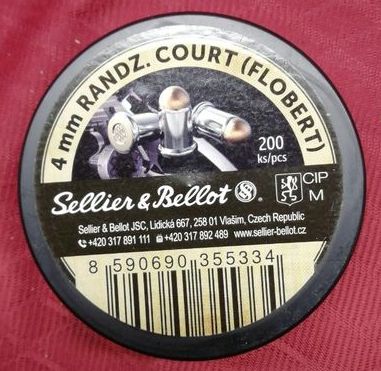 4 mm RANDZ. COURT (FLOBERT)
200
ks/pcs
Sellier & Bellot S&B ®
CIP
M
Sellier & Bellot JSC, Lidická 667, 258 01 Vlašim, Czech Republic
+420 317 891 111 +420 317 892 489 www.sellier-bellot.cz
8 590690 355334